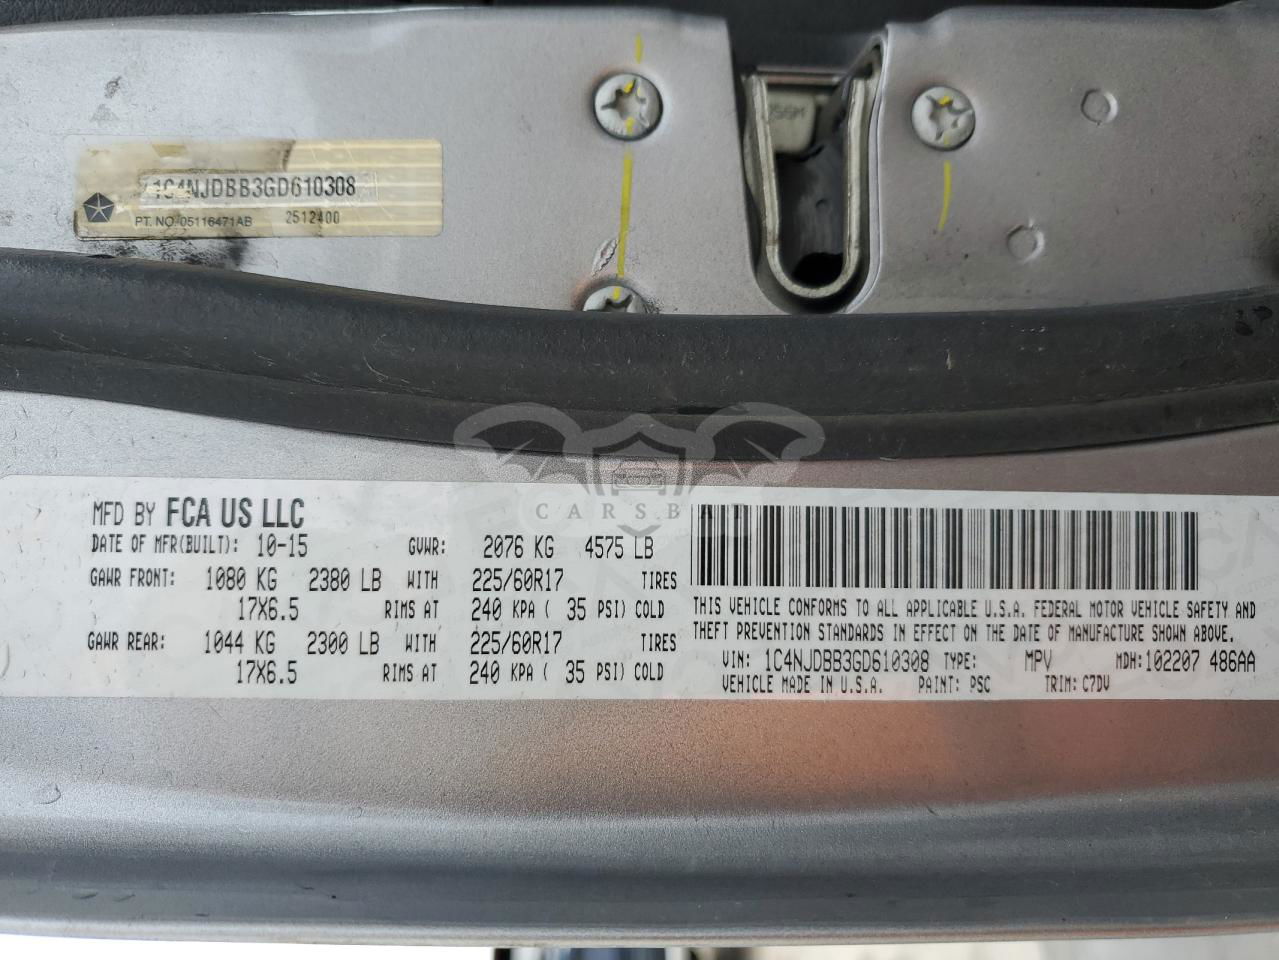 256M
1C4NJDBB3GD610308
PT. NO. 05116471AB 2512400
CARSBA
MFD BY FCA US LLC
DATE OF MFR(BUILT): 10-15 GVWR: 2076 KG 4575 LB
GAWR FRONT: 1080 KG 2380 LB WITH 225/60R17 TIRES
17X6.5 RIMS AT 240 KPA ( 35 PSI) COLD
GAWR REAR: 1044 KG 2300 LB WITH 225/60R17 TIRES
17X6.5 RIMS AT 240 KPA ( 35 PSI) COLD
THIS VEHICLE CONFORMS TO ALL APPLICABLE U.S.A. FEDERAL MOTOR VEHICLE SAFETY AND
THEFT PREVENTION STANDARDS IN EFFECT ON THE DATE OF MANUFACTURE SHOWN ABOVE.
VIN: 1C4NJDBB3GD610308 TYPE: MPV MDH:102207 486AA
VEHICLE MADE IN U.S.A. PAINT: PSC TRIM: C7DV